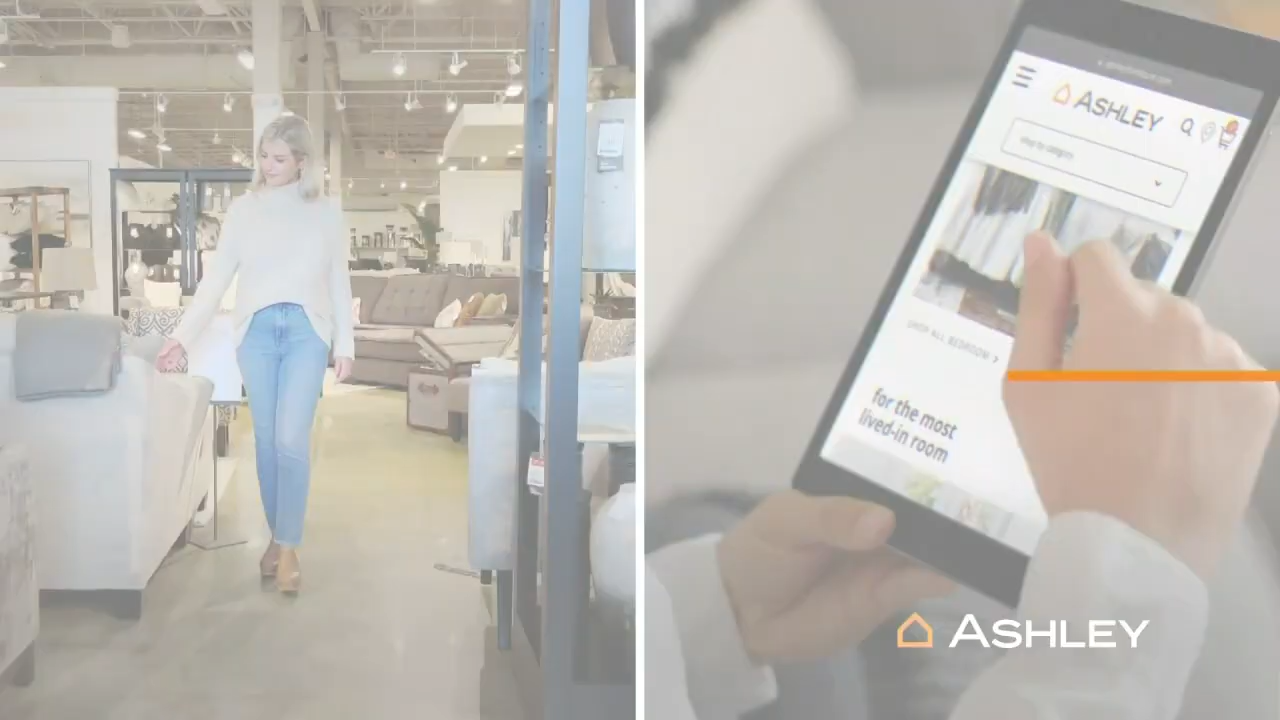 ASHLEY
SHOP ALL BEDROOM >
for the most
lived-in room
ASHLEY